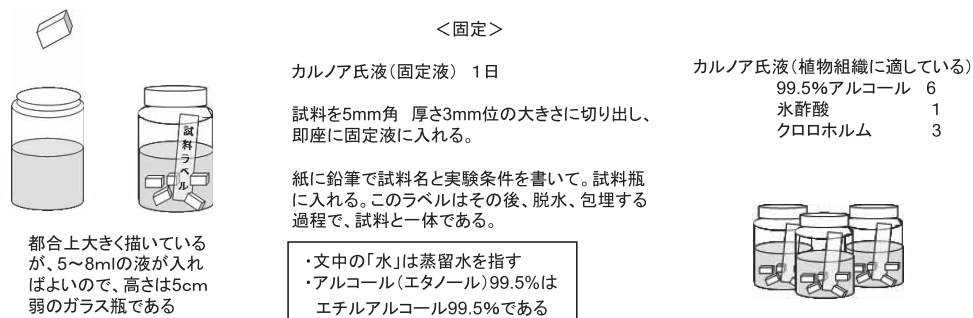 <固定>
カルノア氏液(固定液) 1日
試料を5mm角 厚さ3mm位の大きさに切り出し、
即座に固定液に入れる。
紙に鉛筆で試料名と実験条件を書いて。試料瓶
に入れる。このラベルはその後、脱水、包埋する
過程で、試料と一体である。
・文中の「水」は蒸留水を指す
・アルコール(エタノール)99.5%は
エチルアルコール99.5%である
試料ラベル
都合上大きく描いている
が、5~8mlの液が入れ
ばよいので、高さは5cm
弱のガラス瓶である
カルノア氏液(植物組織に適している)
99.5%アルコール 6
氷酢酸 1
クロロホルム 3